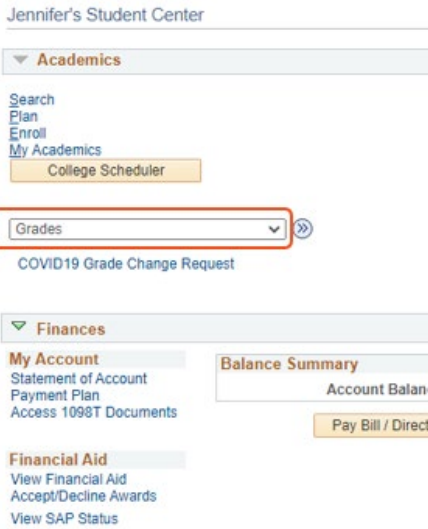 Jennifer's Student Center
Academics
Search
Plan
Enroll
My Academics
College Scheduler
Grades
COVID19 Grade Change Request
Finances
My Account
Statement of Account
Payment Plan
Access 1098T Documents
Financial Aid
View Financial Aid
Accept/Decline Awards
View SAP Status
Balance Summary
Account Balanc
Pay Bill / Direct